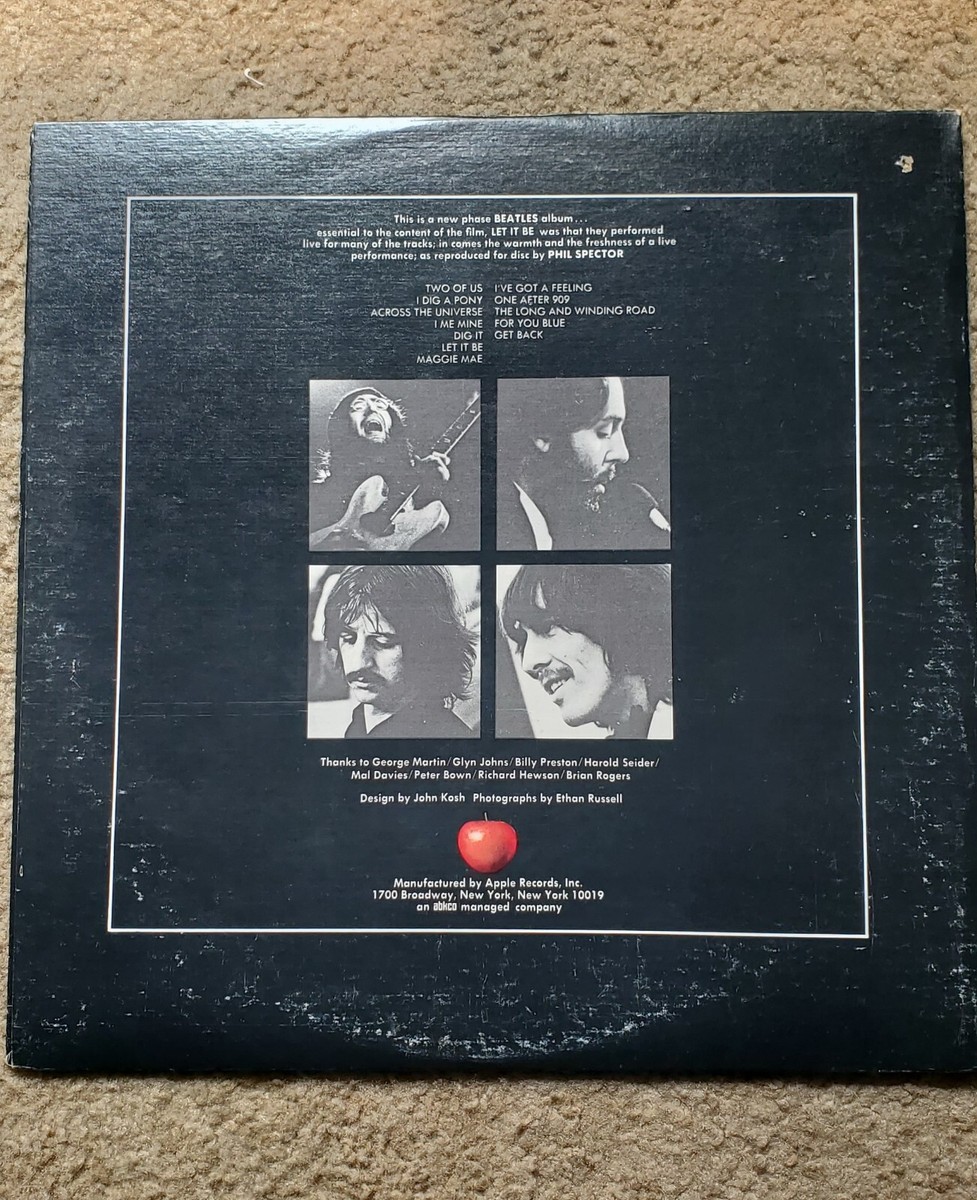 This is a new phase BEATLES album...
essential to the content of the film, LET IT BE was that they performed
live for many of the tracks; in comes the warmth and the freshness of a live
performance; as reproduced for disc by PHIL SPECTOR
TWO OF US
I DIG A PONY
ACROSS THE UNIVERSE
I ME MINE
DIG IT
LET IT BE
MAGGIE MAE
I'VE GOT A FEELING
ONE AFTER 909
THE LONG AND WINDING ROAD
FOR YOU BLUE
GET BACK
Thanks to George Martin/Glyn Johns/Billy Preston/Harold Seider/
Mal Davies/Peter Bown/Richard Hewson/Brian Rogers
Design by John Kosh Photographs by Ethan Russell
Manufactured by Apple Records, Inc.
1700 Broadway, New York, New York 10019
an abkco managed company